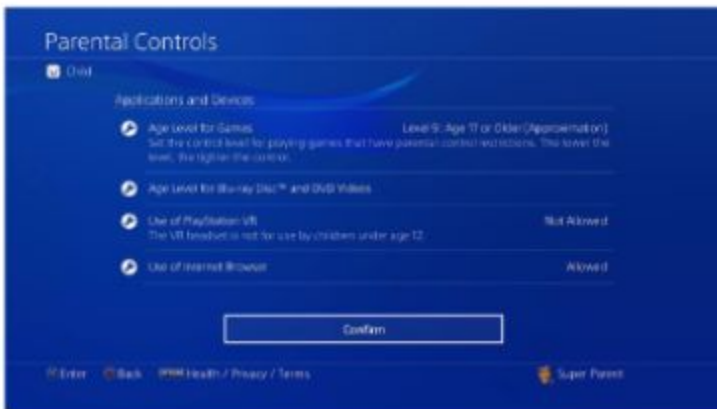 Parental Controls
Child
Applications and Devices
Age Level for Games Level 9: Age 17 or Older (Approximation)
Set the control level for playing games that have parental control restrictions. The lower the
level, the tighter the control.
Age Level for Blu-ray Disc™ and DVD Videos
Use of PlayStation VR Not Allowed
The VR headset is not for use by children under age 12.
Use of Internet Browser Allowed
Confirm
Enter Back Health / Privacy / Terms Super Parent